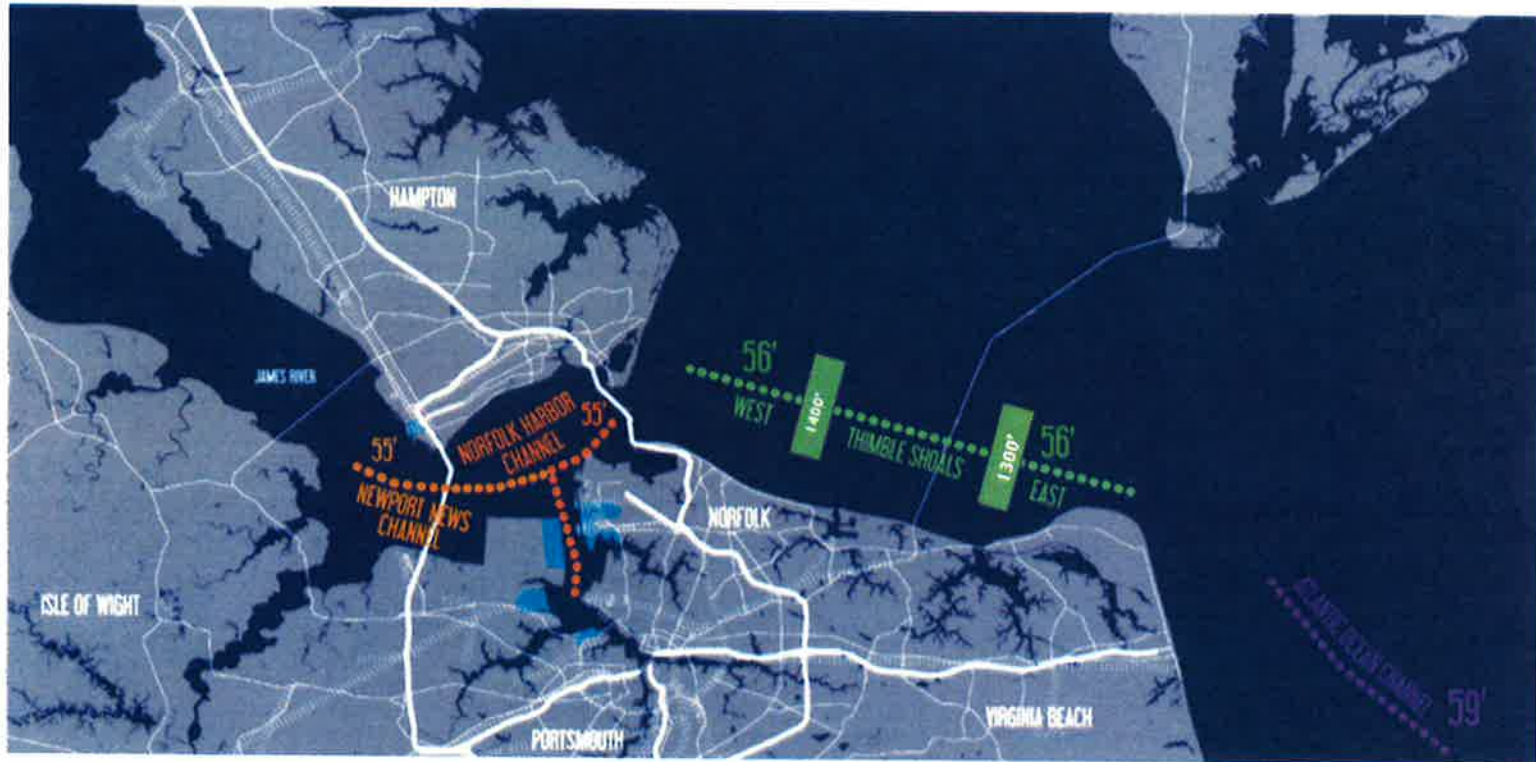 HAMPTON
JAMES RIVER
56'
WEST
1400'
THIMBLE SHOALS
1300'
56'
EAST
NORFOLK HARBOR
CHANNEL
55'
55'
NEWPORT NEWS
CHANNEL
NORFOLK
ISLE OF WIGHT
ATLANTIC OCEAN CHANNEL
59'
VIRGINIA BEACH
PORTSMOUTH